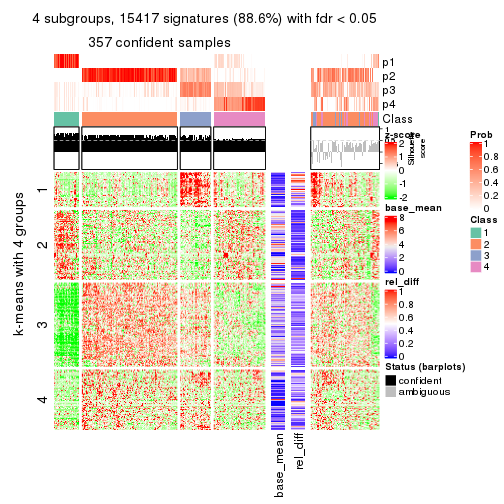 4 subgroups, 15417 signatures (88.6%) with fdr < 0.05
357 confident samples
p1
p2
p3
p4
Class
Silhouette
score
1
z-score
2
1
0
-1
-2
base_mean
8
6
4
2
0
rel_diff
1
0.8
0.6
0.4
0.2
0
Status (barplots)
confident
ambiguous
Prob
1
0.8
0.6
0.4
0.2
0
Class
1
2
3
4
k-means with 4 groups
1
2
3
4
base_mean
rel_diff